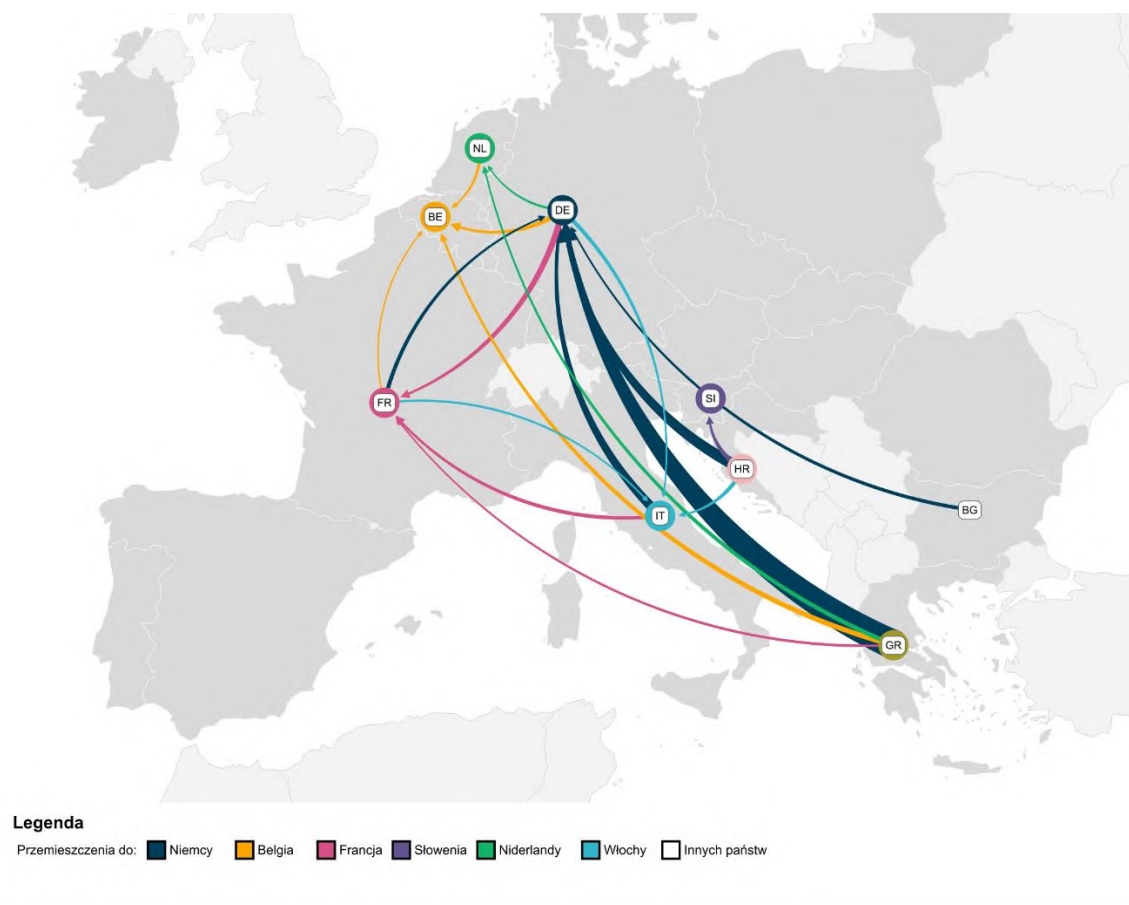 NL
DE
BE
SI
FR
HR
IT
BG
GR
Legenda
Przemieszczenia do: Niemcy Belgia Francja Słowenia Niderlandy Włochy Innych państw